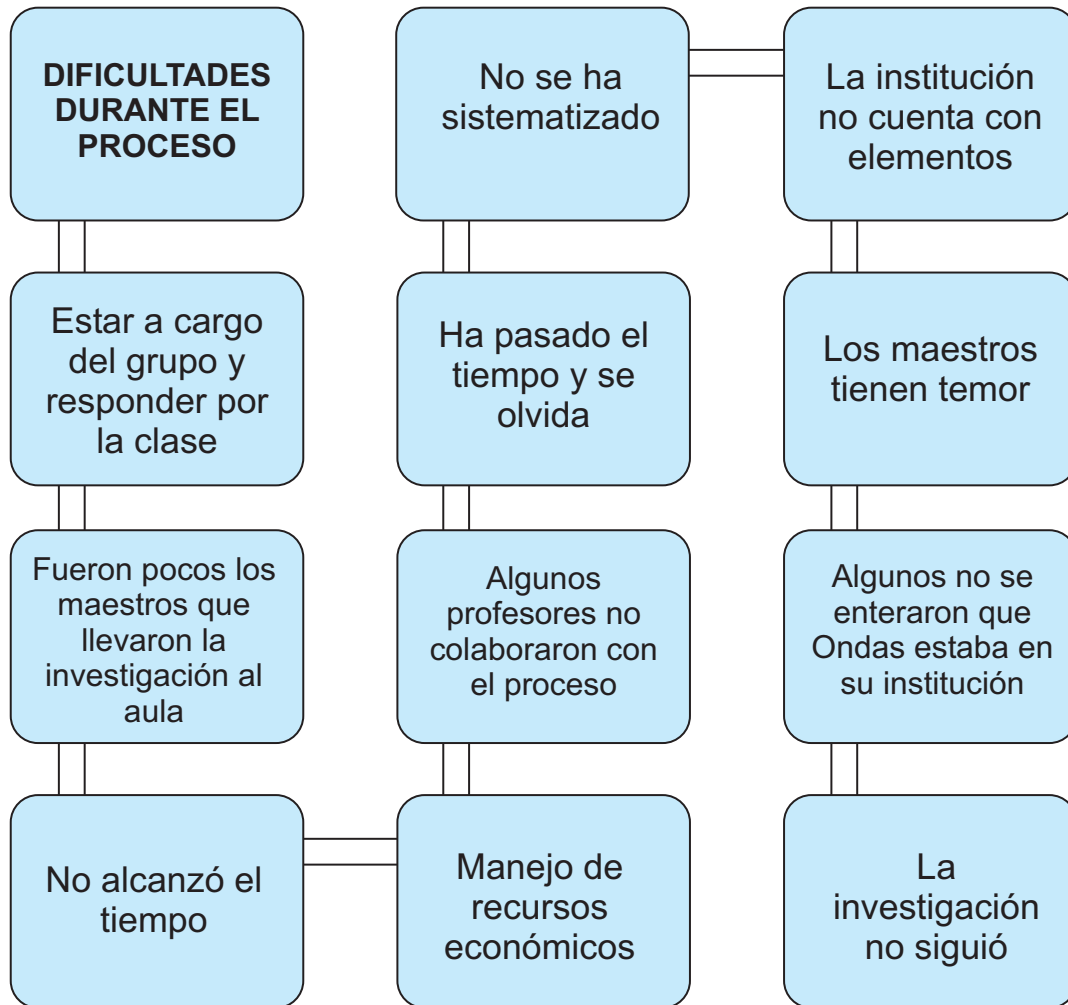 DIFICULTADES
DURANTE EL
PROCESO
Estar a cargo
del grupo y
responder por
la clase
Fueron pocos los
maestros que
llevaron la
investigación al
aula
No alcanzó el
tiempo
Manejo de
recursos
económicos
Algunos
profesores no
colaboraron con
el proceso
Ha pasado el
tiempo y se
olvida
No se ha
sistematizado
La institución
no cuenta con
elementos
Los maestros
tienen temor
Algunos no se
enteraron que
Ondas estaba en
su institución
La
investigación
no siguió